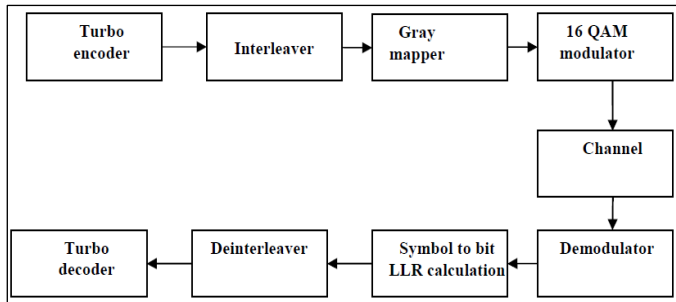 Turbo
encoder
Interleaver
Gray
mapper
16 QAM
modulator
Channel
Turbo
decoder
Deinterleaver
Symbol to bit
LLR calculation
Demodulator